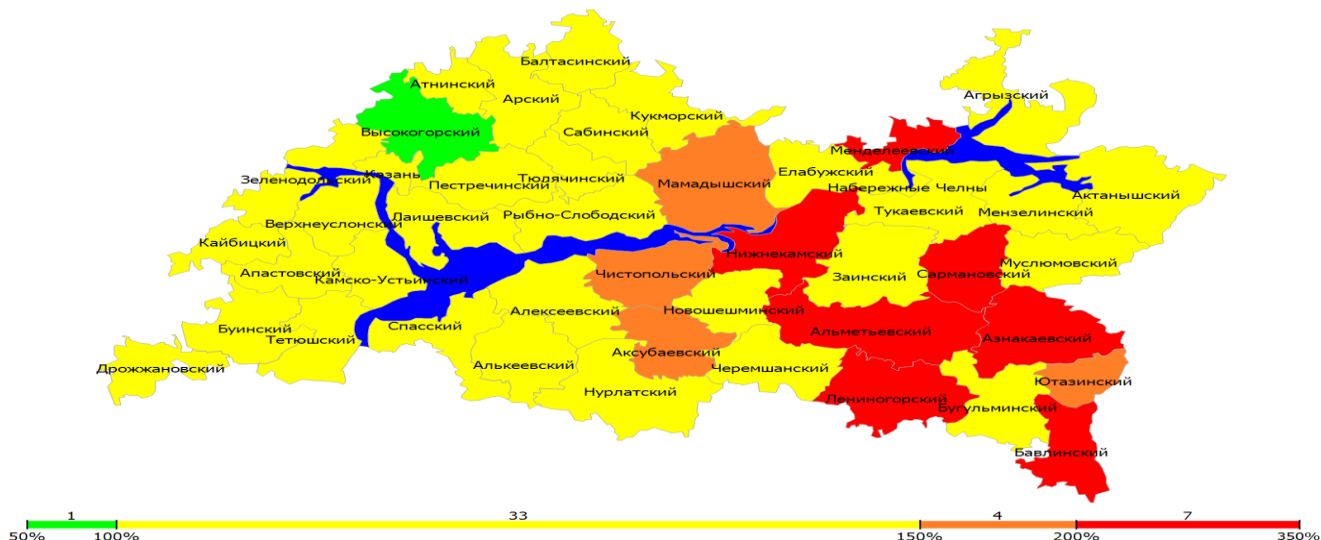 Балтасинский
Атнинский
Агрызский
Арский
Кукморский
Высокогорский
Сабинский
Менделеевский
Елабужский
Казань
Зеленодольский
Тюлячинский
Пестречинский
Мамадышский
Набережные Челны
Актанышский
Тукаевский
Мензелинский
Рыбно-Слободский
Лаишевский
Верхнеуслонский
Кайбицкий
Нижнекамский
Муслюмовский
Апастовский
Чистопольский
Сармановский
Камско-Устьинский
Заинский
Алексеевский
Новошешминский
Спасский
Буинский
Альметьевский
Тетюшский
Азнакаевский
Аксубаевский
Алькеевский
Черемшанский
Дрожжановский
Ютазинский
Нурлатский
Лениногорский
Бугульминский
Бавлинский
1 33 4 7
50% 100% 150% 200% 350%